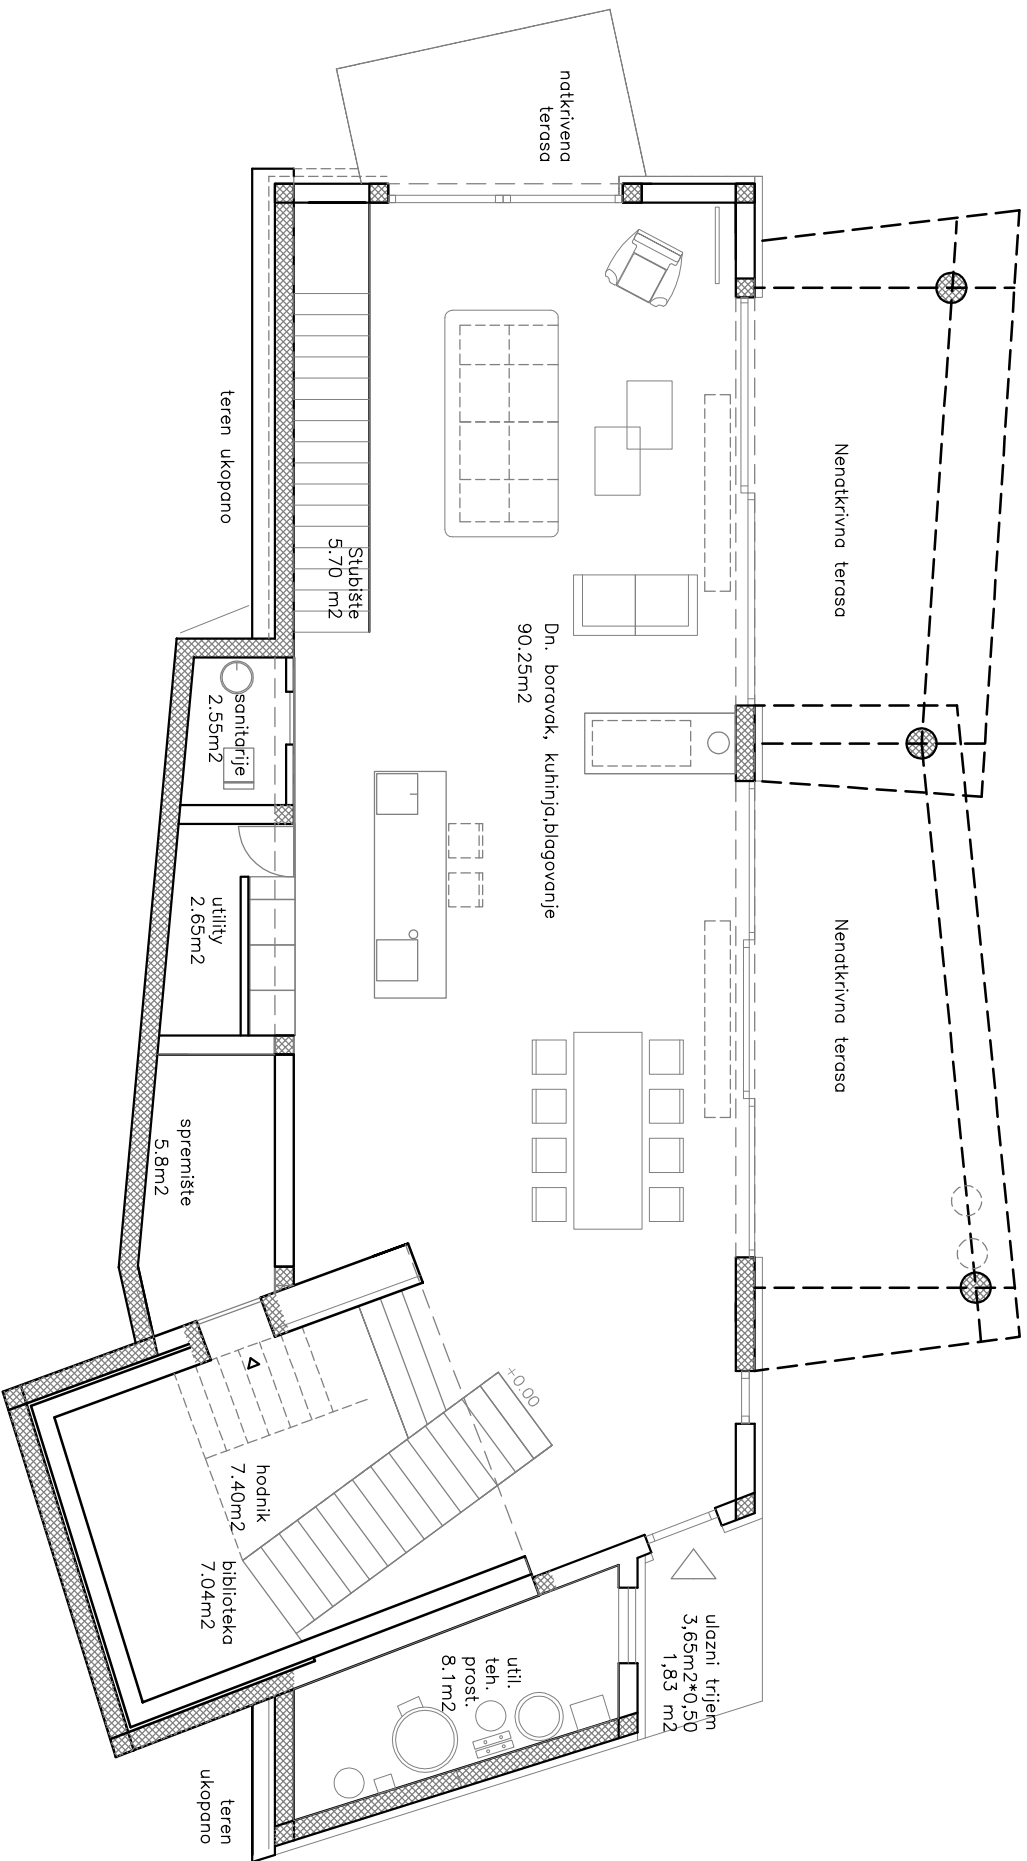 natkrivena
terasa
Nenatkrivna terasa
teren ukopano
Stubište
5.70 m2
Dn. boravak, kuhinja,blagovanje
90.25m2
sanitarije
2.55m2
utility
2.65m2
Nenatkrivna terasa
spremište
5.8m2
±0.00
hodnik
7.40m2
biblioteka
7.04m2
ulazni trijem
3,65m2*0,50
1,83 m2
util.
teh.
prost.
8.1m2
teren
ukopano